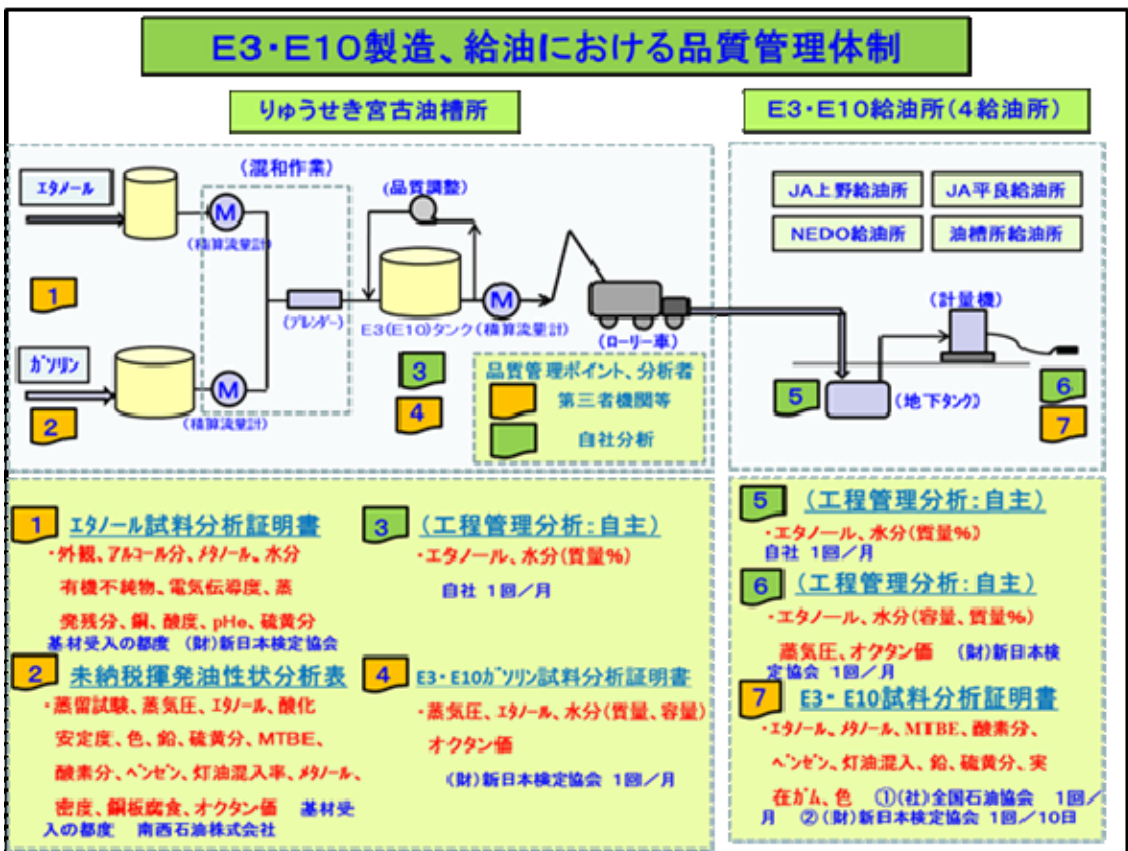 E3・E10製造、給油における品質管理体制
りゅうせき宮古油槽所
E3・E10給油所(4給油所)
エタノール
(混和作業)
(品質調整)
M
(積算流量計)
1
(ブレンダー)
E3(E10)タンク
M
(積算流量計)
(ローリー車)
ガソリン
M
(積算流量計)
2
3
4
品質管理ポイント、分析者
第三者機関等
自社分析
JA上野給油所
JA平良給油所
NEDO給油所
油槽所給油所
(計量機)
5
(地下タンク)
6
7
1 エタノール試料分析証明書
・外観、アルコール分、メタノール、水分
有機不純物、電気伝導度、蒸
発残分、銅、酸度、pHe、硫黄分
基材受入の都度 (財)新日本検定協会
2 未納税揮発油性状分析表
・蒸留試験、蒸気圧、エタノール、酸化
安定度、色、鉛、硫黄分、MTBE、
酸素分、ベンゼン、灯油混入率、メタノール、
密度、銅板腐食、オクタン価 基材受
入の都度 南西石油株式会社
3 (工程管理分析:自主)
・エタノール、水分(質量%)
自社 1回/月
4 E3・E10ガソリン試料分析証明書
・蒸気圧、エタノール、水分(質量、容量)
オクタン価
(財)新日本検定協会 1回/月
5 (工程管理分析:自主)
・エタノール、水分(質量%)
自社 1回/月
6 (工程管理分析:自主)
・エタノール、水分(容量、質量%)
蒸気圧、オクタン価 (財)新日本検
定協会 1回/月
7 E3・E10試料分析証明書
・エタノール、メタノール、MTBE、酸素分、
ベンゼン、灯油混入、鉛、硫黄分、実
在ガム、色 ①(社)全国石油協会 1回/
月 ②(財)新日本検定協会 1回/10日